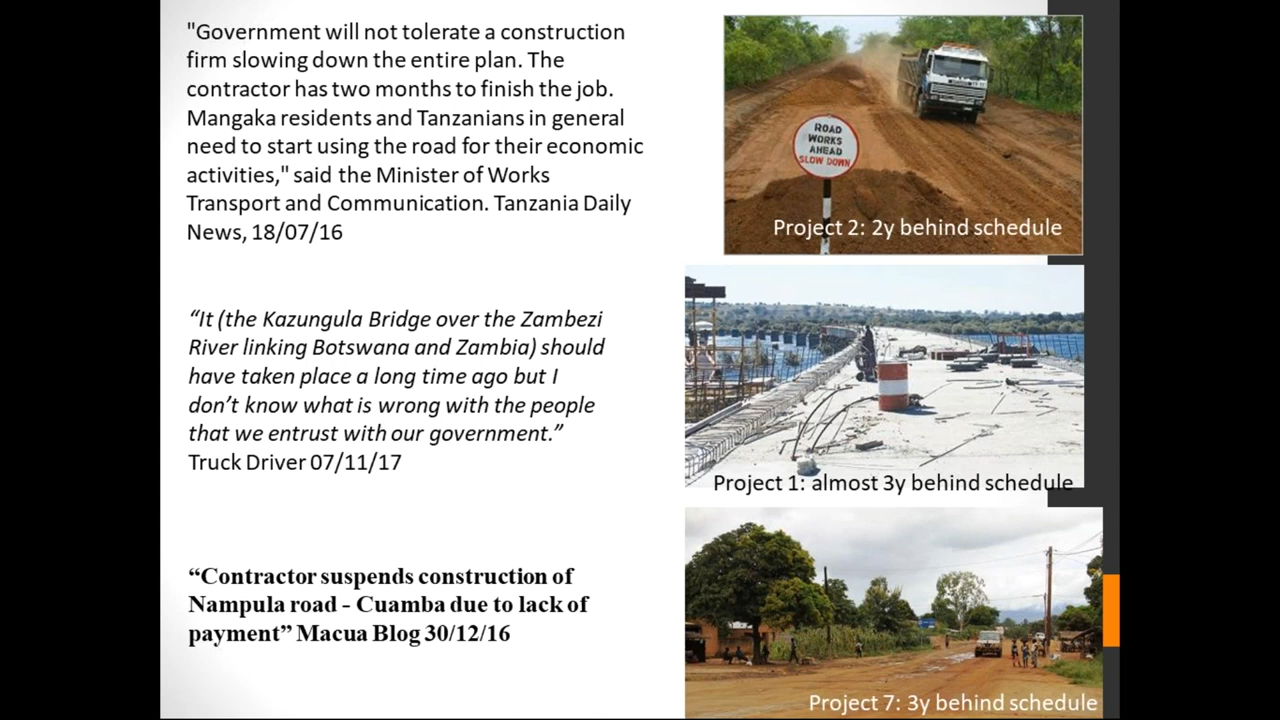 "Government will not tolerate a construction
firm slowing down the entire plan. The
contractor has two months to finish the job.
Mangaka residents and Tanzanians in general
need to start using the road for their economic
activities," said the Minister of Works
Transport and Communication. Tanzania Daily
News, 18/07/16
ROAD
WORKS
AHEAD
SLOW DOWN
Project 2: 2y behind schedule
“It (the Kazungula Bridge over the Zambezi
River linking Botswana and Zambia) should
have taken place a long time ago but I
don’t know what is wrong with the people
that we entrust with our government.”
Truck Driver 07/11/17
Project 1: almost 3y behind schedule
“Contractor suspends construction of
Nampula road - Cuamba due to lack of
payment” Macua Blog 30/12/16
Project 7: 3y behind schedule